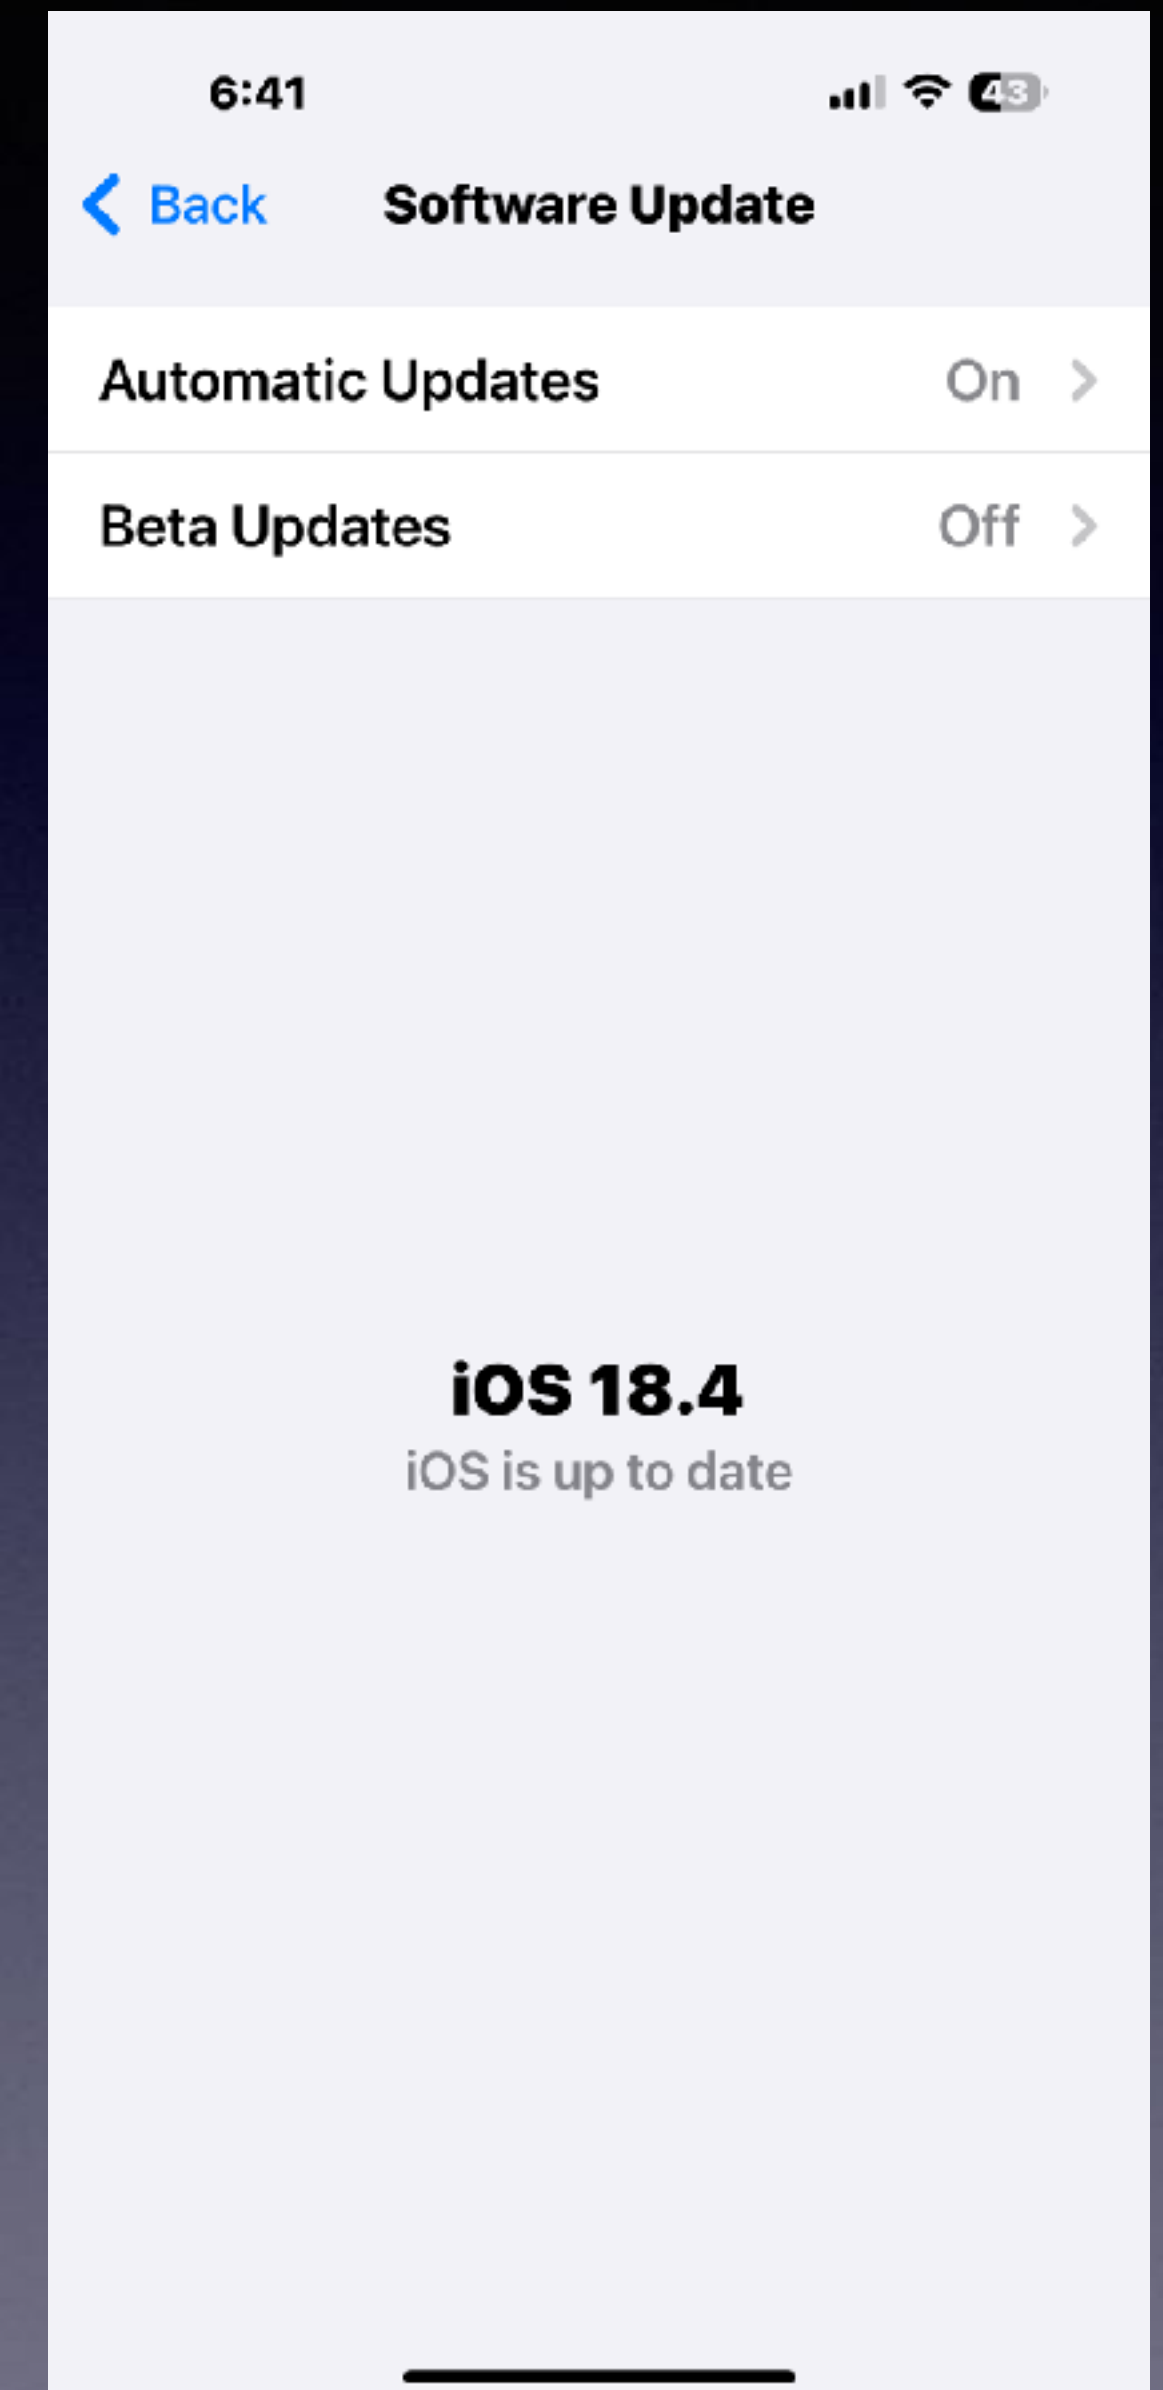 6:41 43
Back Software Update
Automatic Updates On
Beta Updates Off
iOS 18.4
iOS is up to date